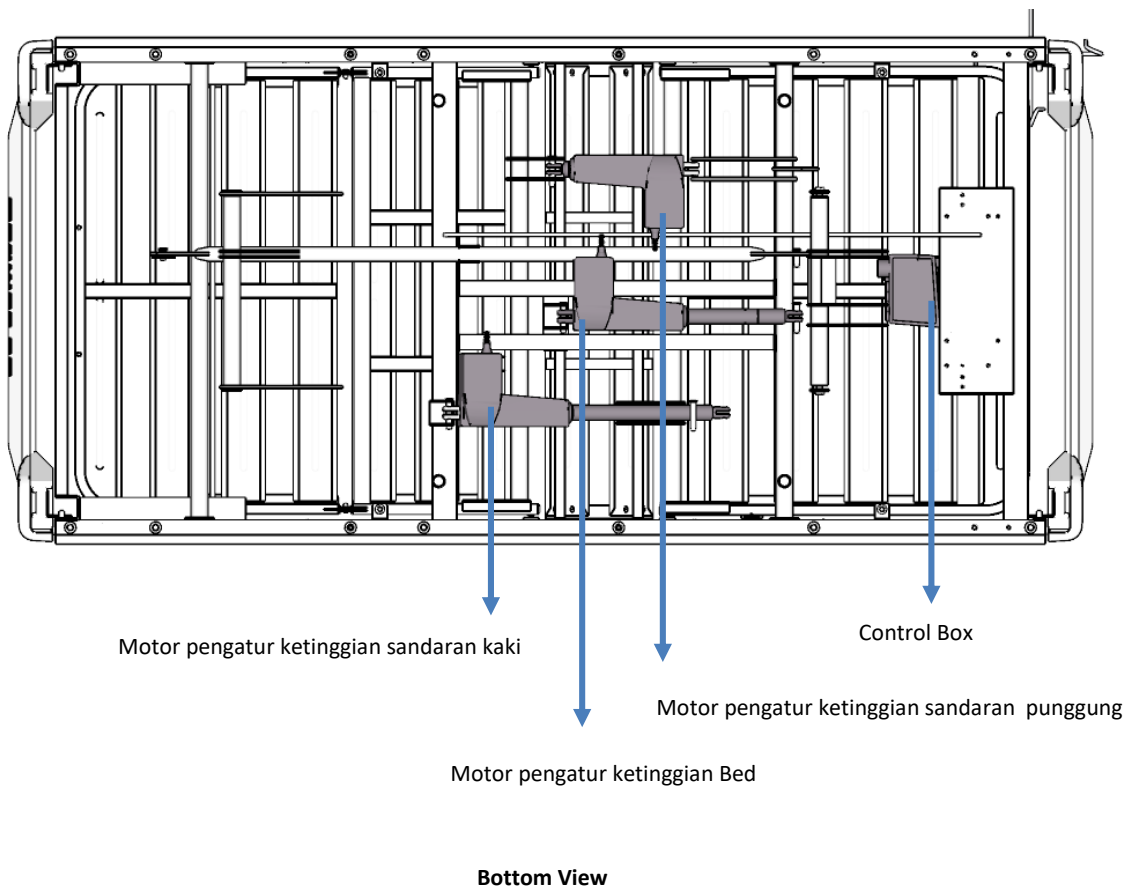 Motor pengatur ketinggian sandaran kaki
Control Box
Motor pengatur ketinggian sandaran  punggung
Motor pengatur ketinggian Bed
Bottom View